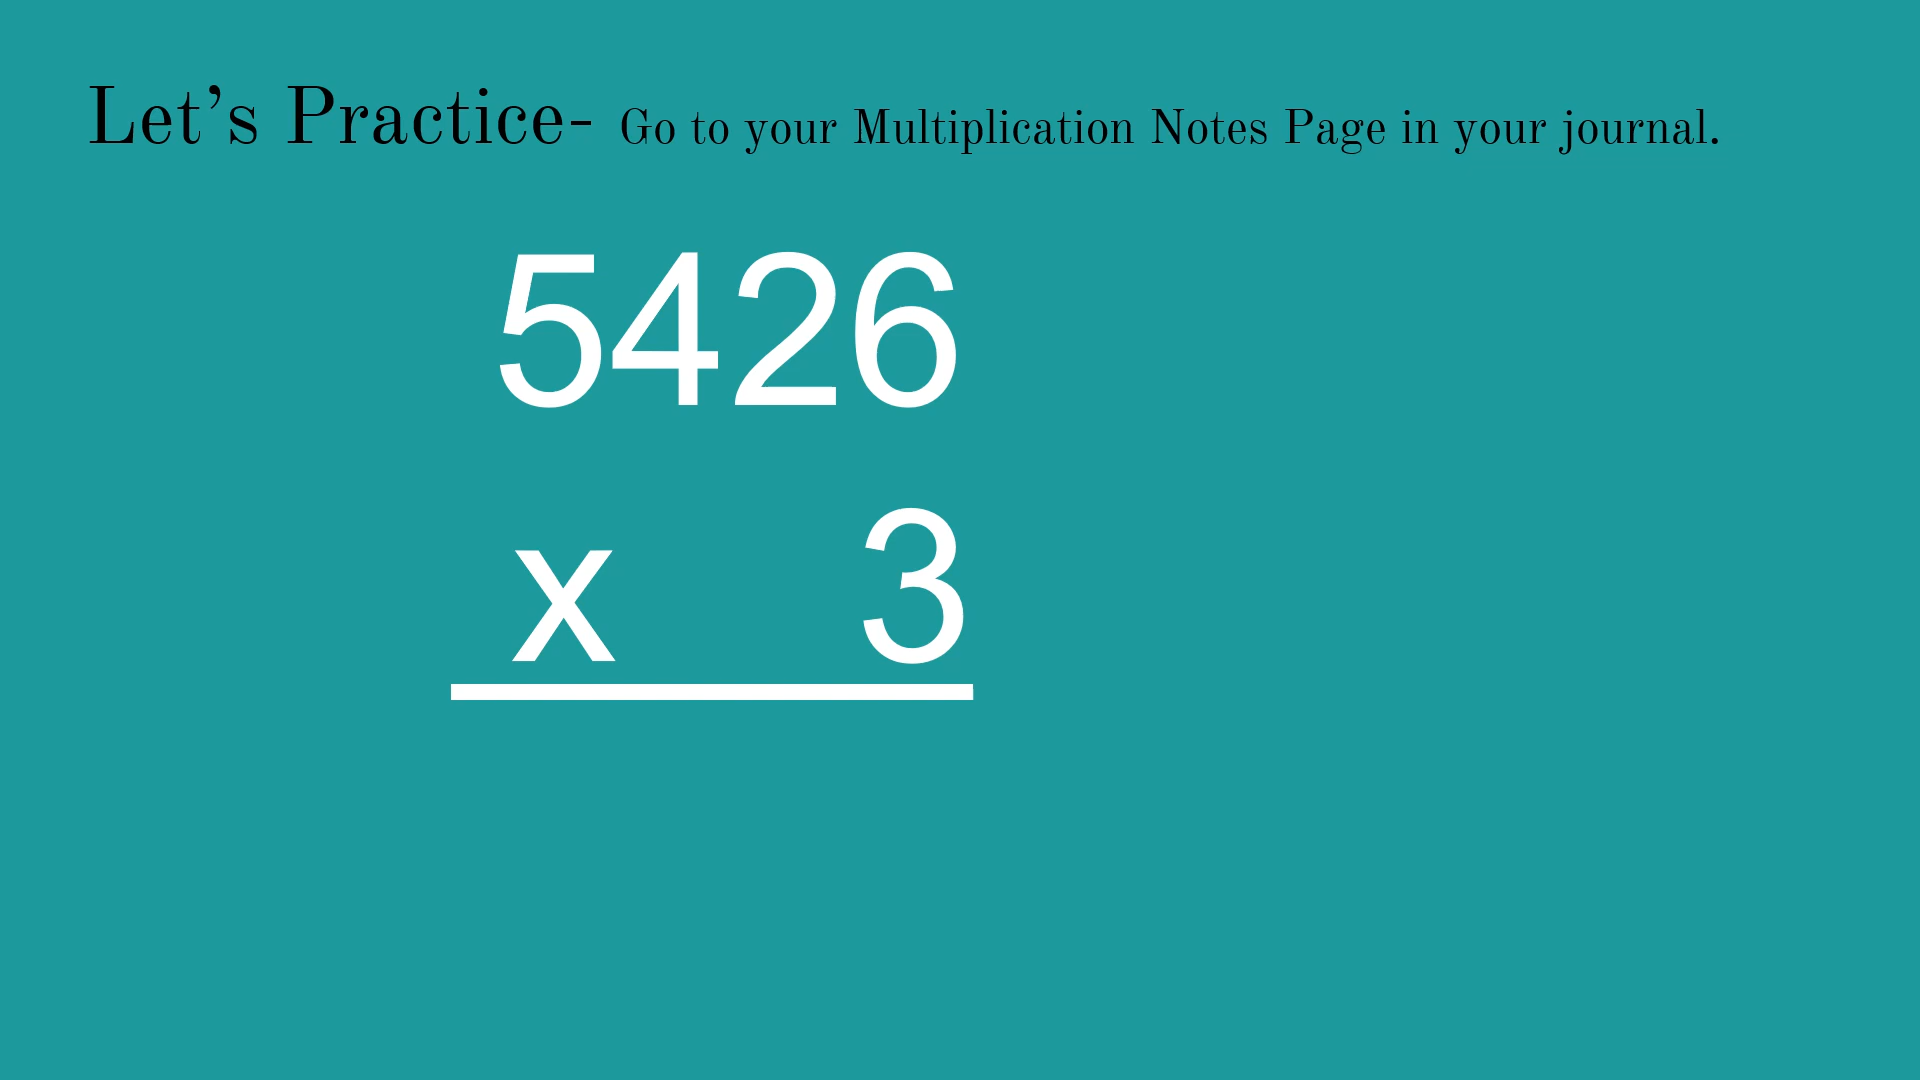 Let’s Practice- Go to your Multiplication Notes Page in your journal.
5426
x 3